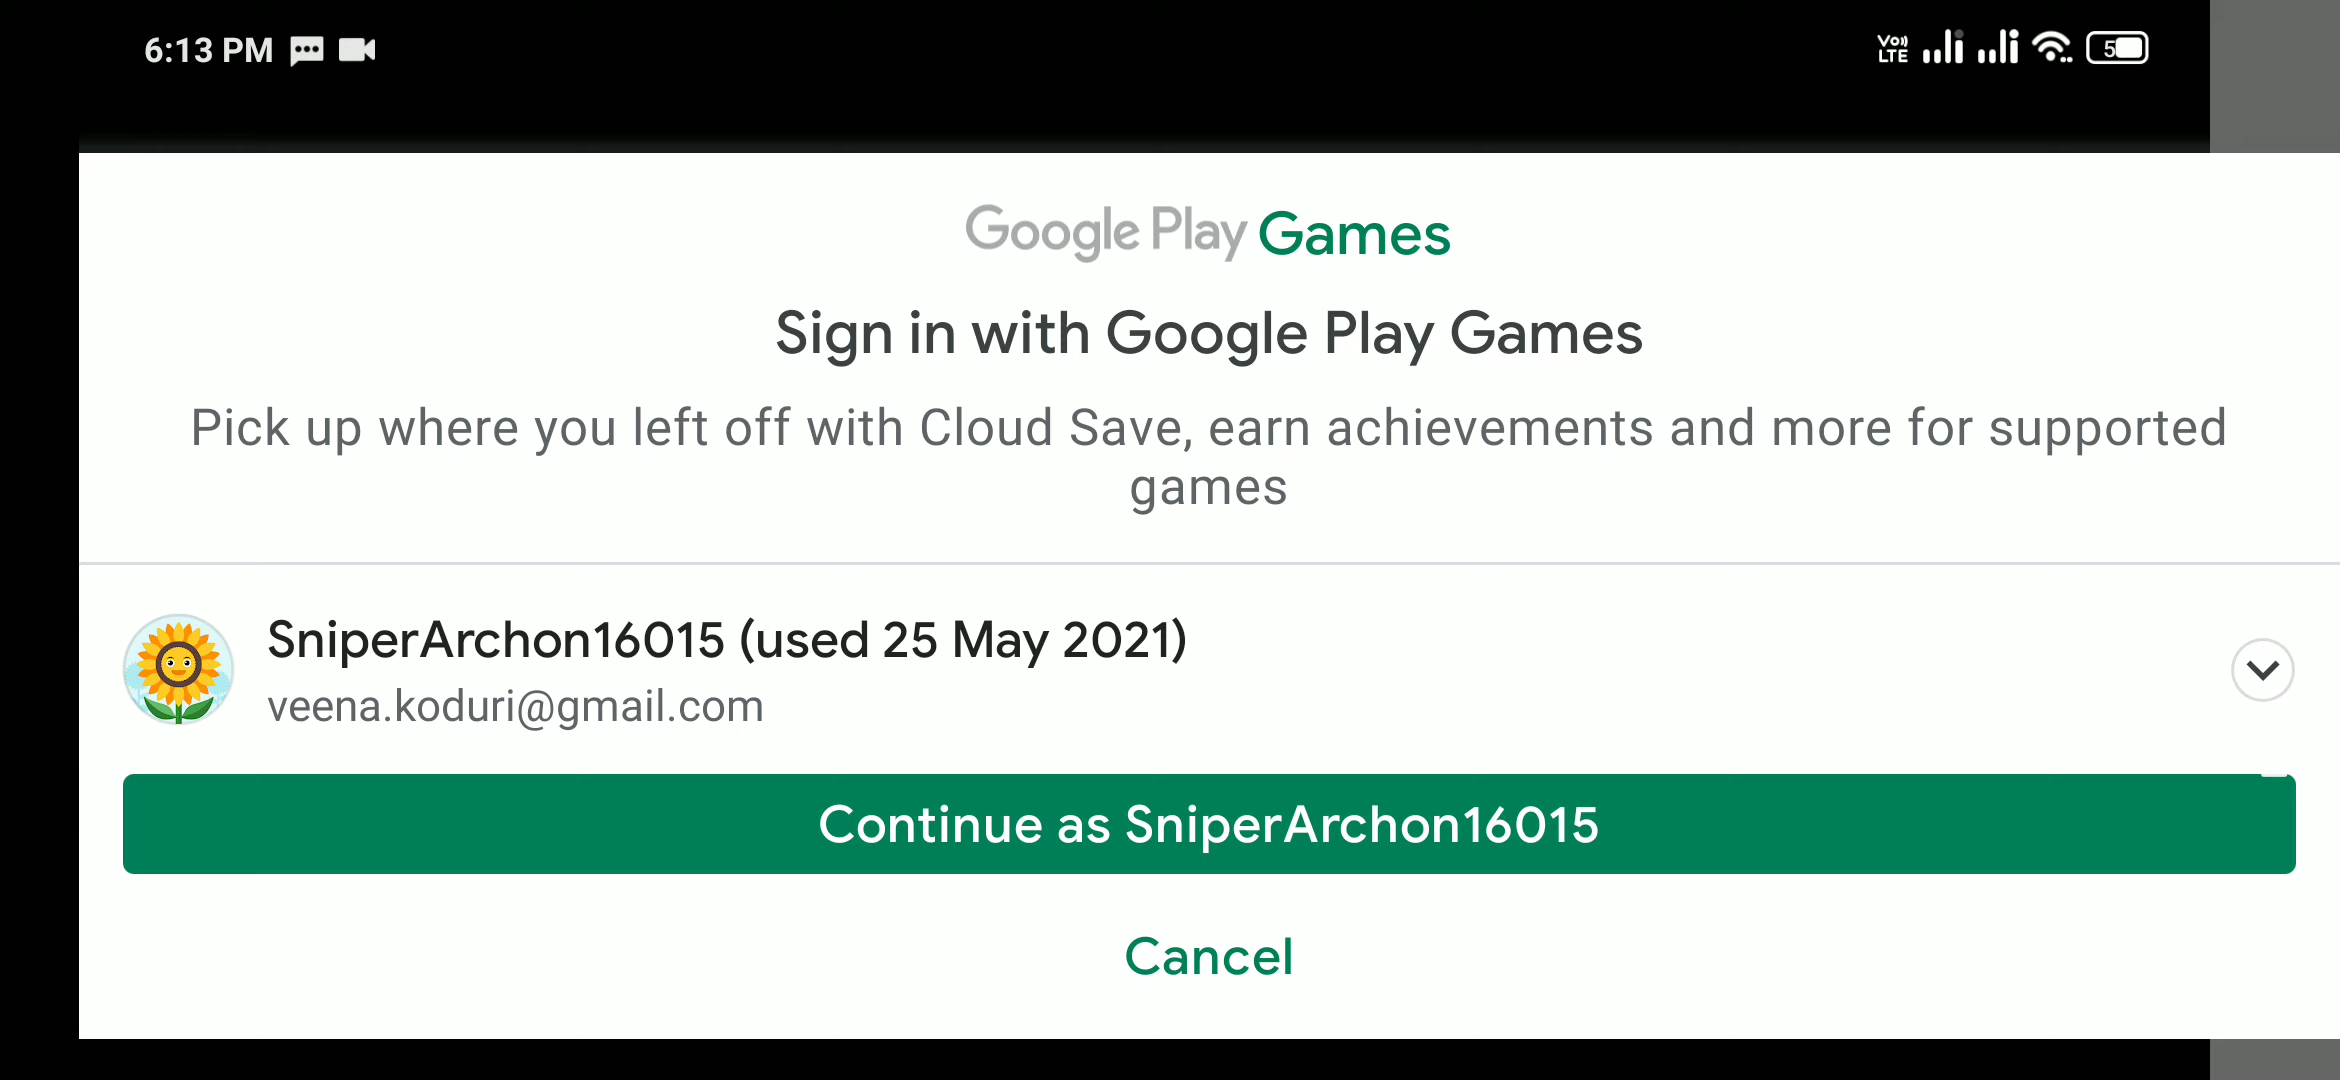 6:13 PM
Vo)) LTE
5
Google Play Games
Sign in with Google Play Games
Pick up where you left off with Cloud Save, earn achievements and more for supported
games
SniperArchon16015 (used 25 May 2021)
veena.koduri@gmail.com
Continue as SniperArchon16015
Cancel